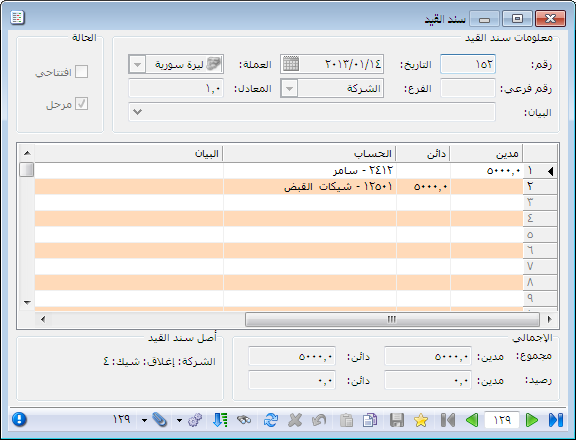 سند القيد
معلومات سند القيد
رقم: ١٥٢ التاريخ: ٢٠١٣/٠١/١٤ العملة: ليرة سورية
رقم فرعي: الفرع: الشركة المعادل: ١,٠
البيان:
الحالة
افتتاحي
مرحل
مدين دائن الحساب البيان
١ ٥٠٠٠,٠ ٢٤١٢ - سامر
٢ ٥٠٠٠,٠ ١٢٥٠١ - شيكات القبض
٣
٤
٥
٦
٧
٨
٩
الإجمالي
مجموع: مدين: ٥٠٠٠,٠ دائن: ٥٠٠٠,٠
رصيد: مدين: ٠,٠ دائن: ٠,٠
أصل سند القيد
الشركة: إغلاف: شيك: ٤
١٢٩
١٢٩